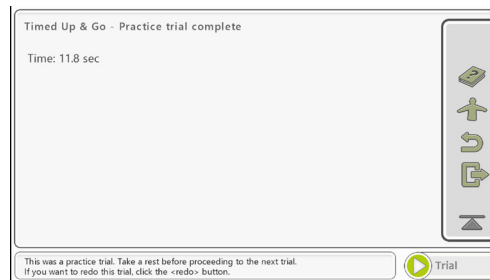 Timed Up & Go - Practice trial complete
Time: 11.8 sec
This was a practice trial. Take a rest before proceeding to the next trial.
If you want to redo this trial, click the <redo> button.
Trial